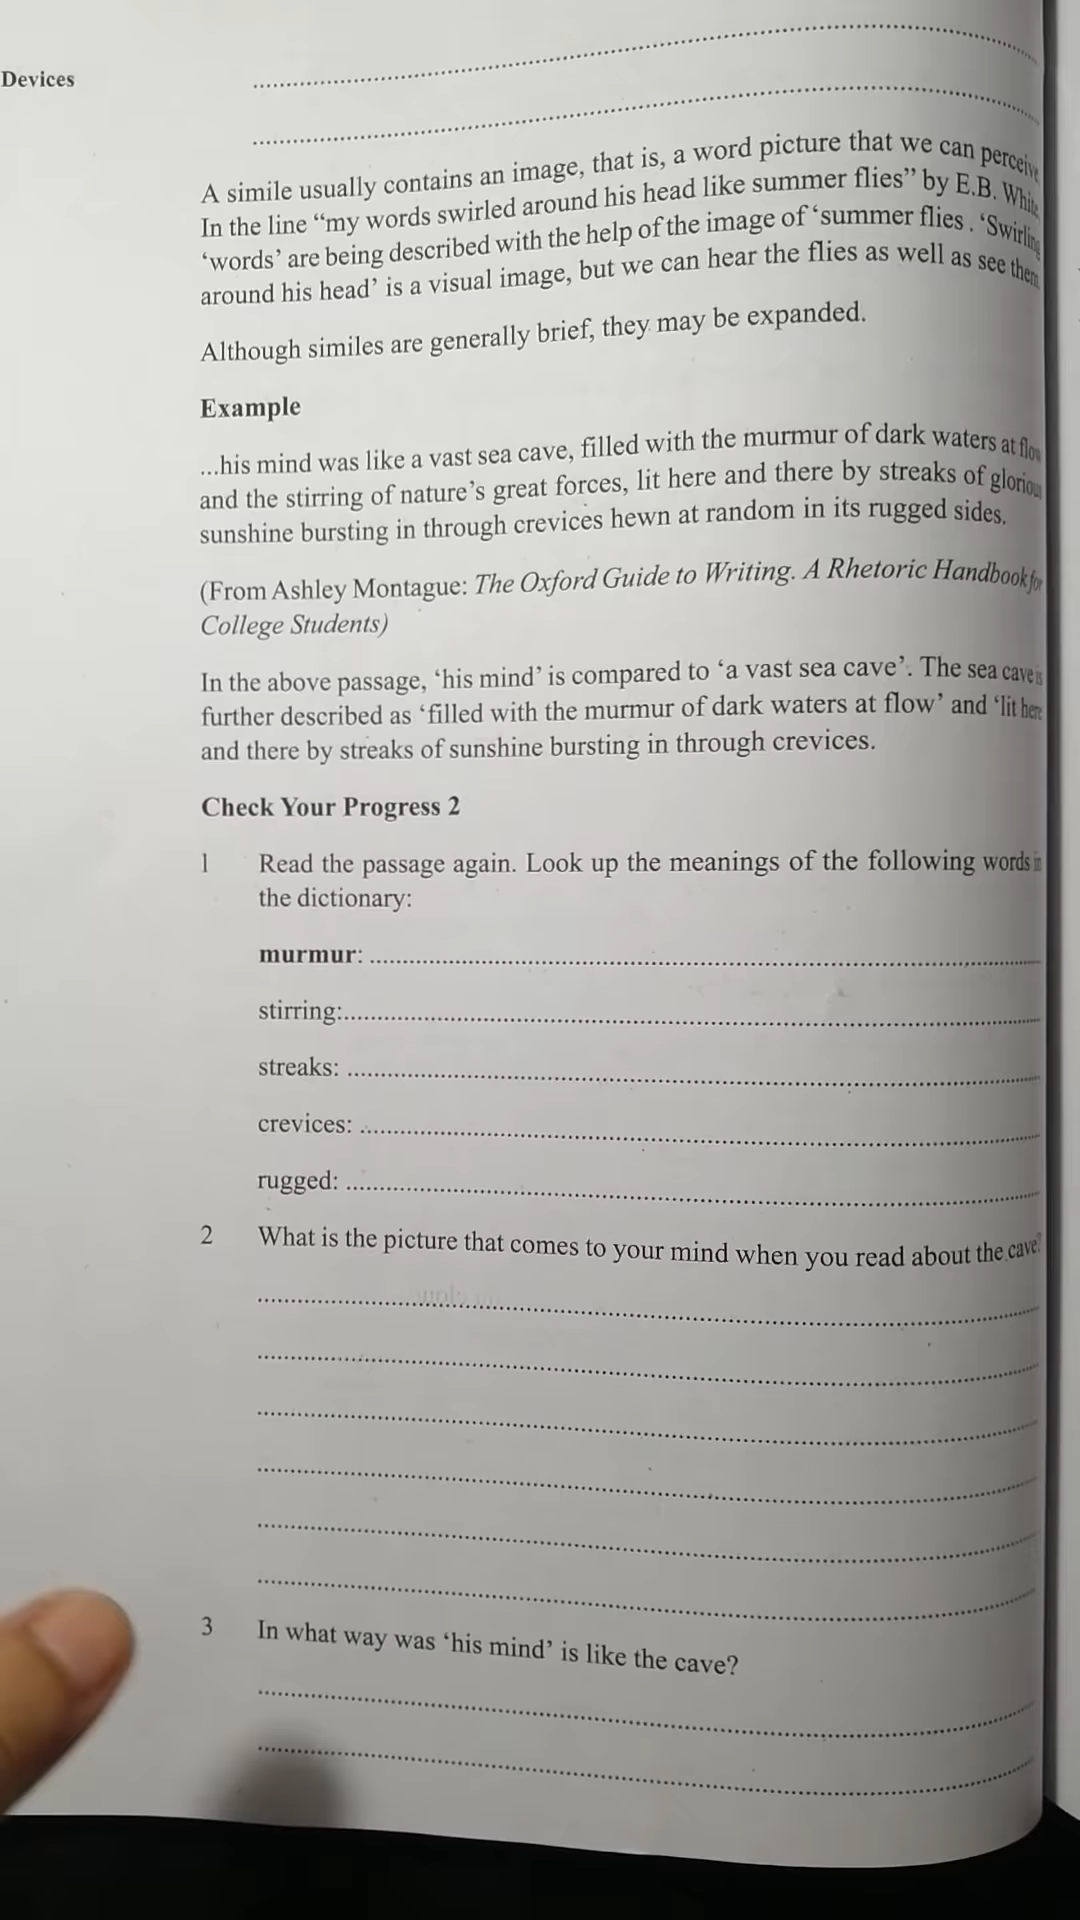 Devices
A simile usually contains an image, that is, a word picture that we can perceive
In the line “my words swirled around his head like summer flies” by E.B. White,
‘words’ are being described with the help of the image of ‘summer flies . ‘Swirling
around his head’ is a visual image, but we can hear the flies as well as see them.
Although similes are generally brief, they may be expanded.
Example
...his mind was like a vast sea cave, filled with the murmur of dark waters at flow
and the stirring of nature’s great forces, lit here and there by streaks of glorious
sunshine bursting in through crevices hewn at random in its rugged sides.
(From Ashley Montague: The Oxford Guide to Writing. A Rhetoric Handbook for
College Students)
In the above passage, ‘his mind’ is compared to ‘a vast sea cave’. The sea cave is
further described as ‘filled with the murmur of dark waters at flow’ and ‘lit here
and there by streaks of sunshine bursting in through crevices.
Check Your Progress 2
1 Read the passage again. Look up the meanings of the following words in
the dictionary:
murmur:
stirring:
streaks:
crevices:
rugged:
2 What is the picture that comes to your mind when you read about the cave?
3 In what way was ‘his mind’ is like the cave?